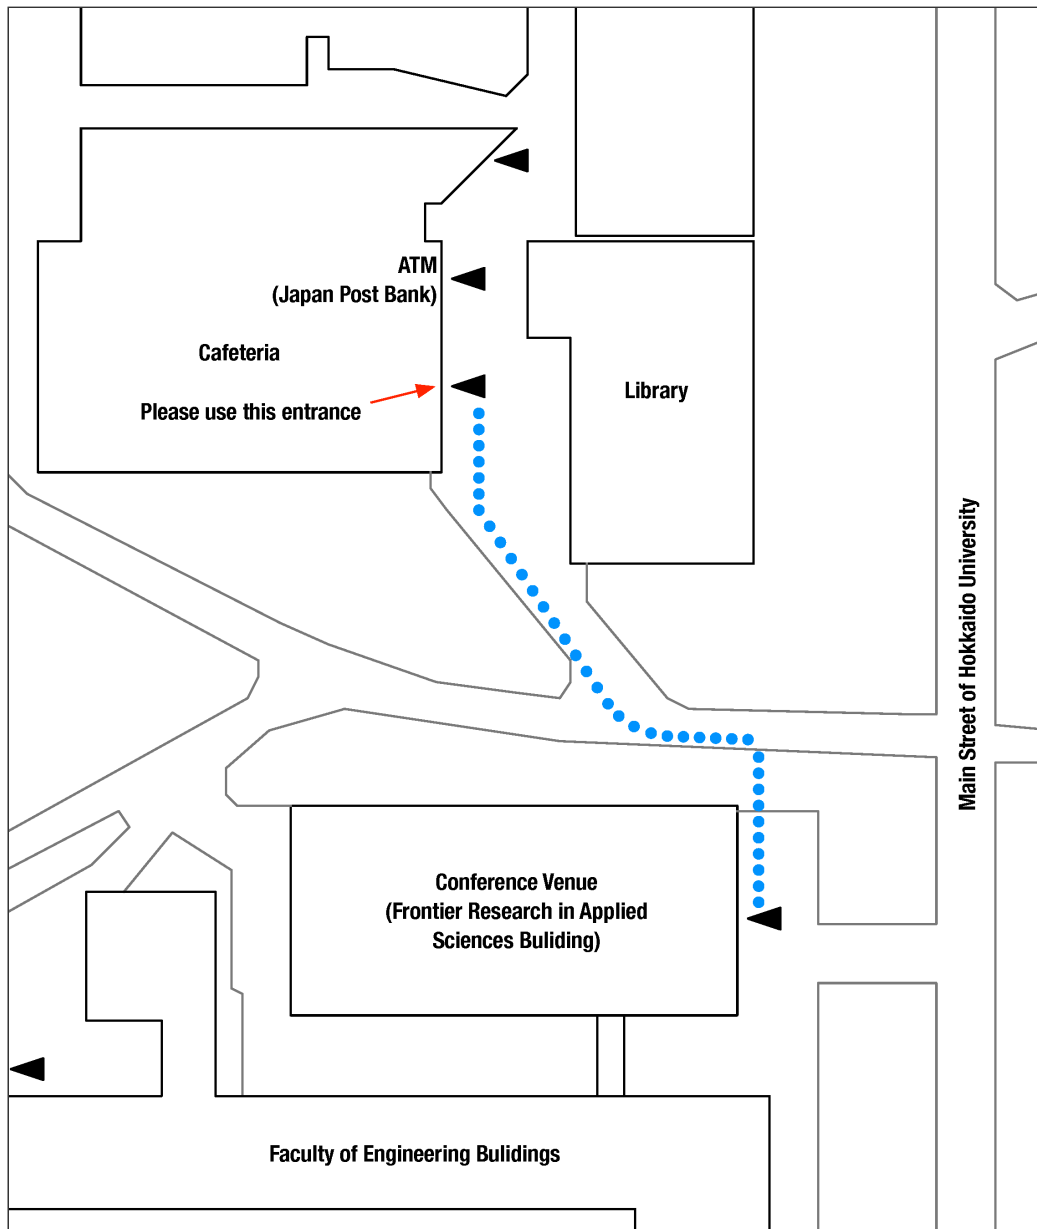 ATM
(Japan Post Bank)
Cafeteria
Please use this entrance
Library
Main Street of Hokkaido University
Conference Venue
(Frontier Research in Applied
Sciences Buliding)
Faculty of Engineering Bulidings